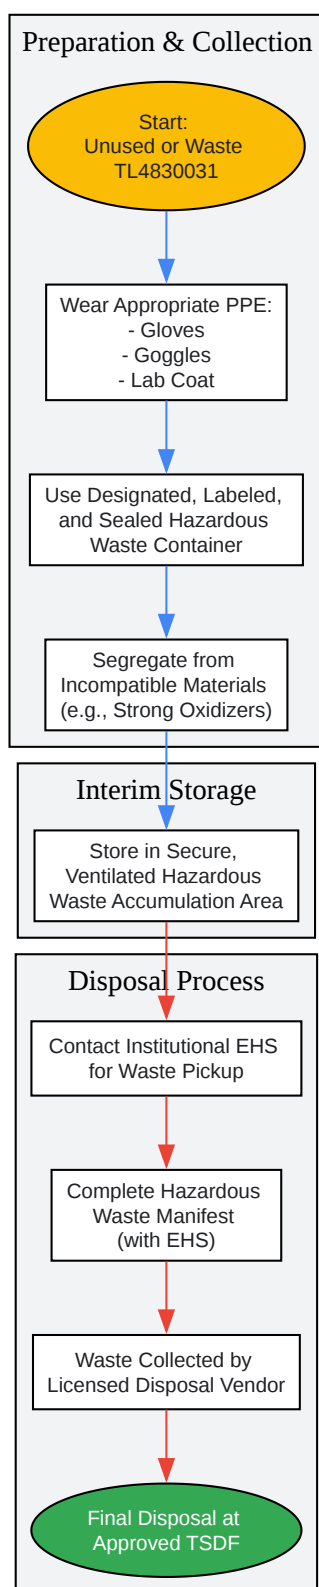 Preparation & Collection
Start:
Unused or Waste
TL4830031
Wear Appropriate PPE:
- Gloves
- Goggles
- Lab Coat
Use Designated, Labeled,
and Sealed Hazardous
Waste Container
Segregate from
Incompatible Materials
(e.g., Strong Oxidizers)
Interim Storage
Store in Secure,
Ventilated Hazardous
Waste Accumulation Area
Disposal Process
Contact Institutional EHS
for Waste Pickup
Complete Hazardous
Waste Manifest
(with EHS)
Waste Collected by
Licensed Disposal Vendor
Final Disposal at
Approved TSDF